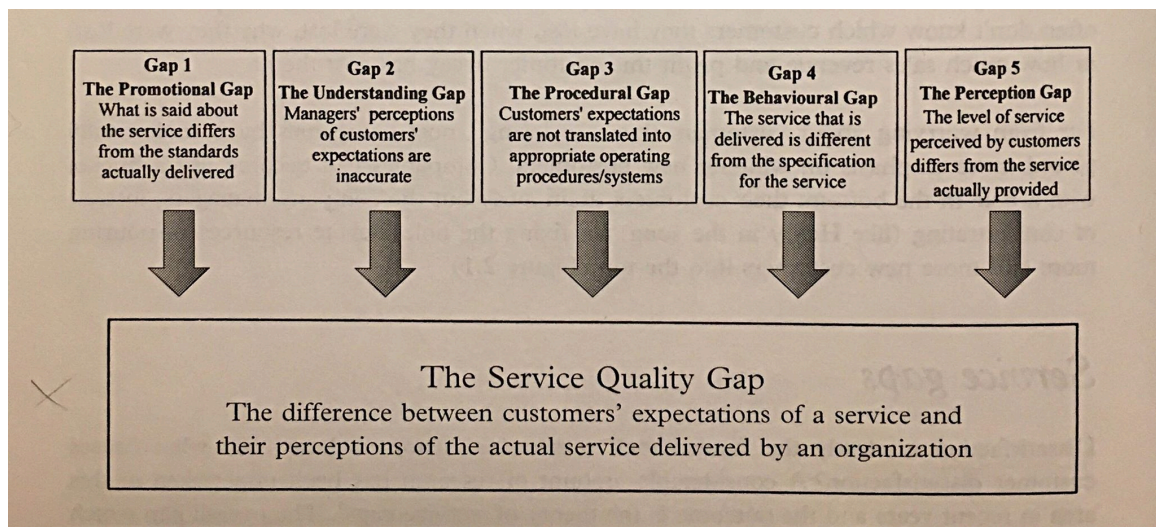 Gap 1
The Promotional Gap
What is said about
the service differs
from the standards
actually delivered
Gap 2
The Understanding Gap
Managers' perceptions
of customers'
expectations are
inaccurate
Gap 3
The Procedural Gap
Customers' expectations
are not translated into
appropriate operating
procedures/systems
Gap 4
The Behavioural Gap
The service that is
delivered is different
from the specification
for the service
Gap 5
The Perception Gap
The level of service
perceived by customers
differs from the service
actually provided
The Service Quality Gap
The difference between customers' expectations of a service and
their perceptions of the actual service delivered by an organization
Service gaps